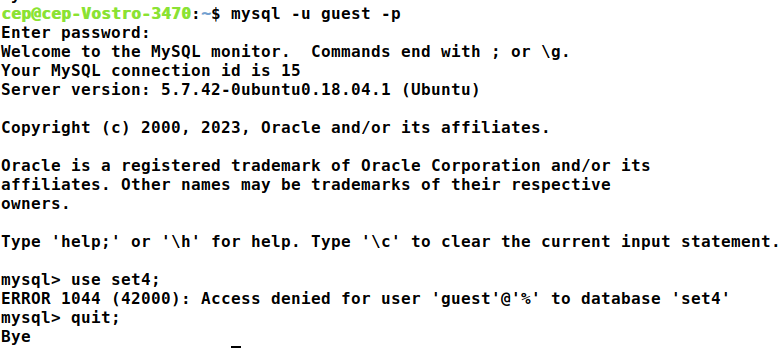 cep@cep-Vostro-3470:~$ mysql -u guest -p
Enter password:
Welcome to the MySQL monitor.  Commands end with ; or \g.
Your MySQL connection id is 15
Server version: 5.7.42-0ubuntu0.18.04.1 (Ubuntu)

Copyright (c) 2000, 2023, Oracle and/or its affiliates.

Oracle is a registered trademark of Oracle Corporation and/or its
affiliates. Other names may be trademarks of their respective
owners.

Type 'help;' or '\h' for help. Type '\c' to clear the current input statement.

mysql> use set4;
ERROR 1044 (42000): Access denied for user 'guest'@'%' to database 'set4'
mysql> quit;
Bye